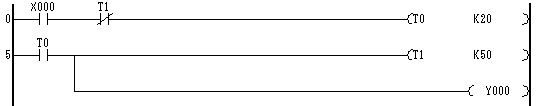 X000 T1
0 (T0 K20 )
T0
5 (T1 K50 )
( Y000 )